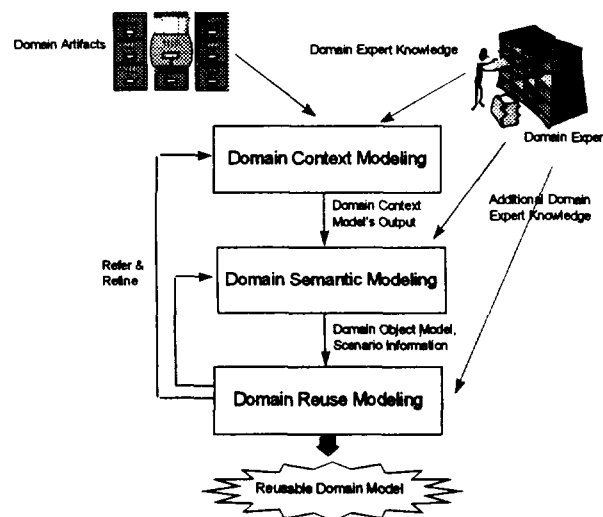 Domain Artifacts
Domain Expert Knowledge
Domain Exper
Domain Context Modeling
Additional Domain
Expert Knowledge
Domain Context
Model's Output
Refer &
Refine
Domain Semantic Modeling
Domain Object Model,
Scenario Information
Domain Reuse Modeling
Reusable Domain Model